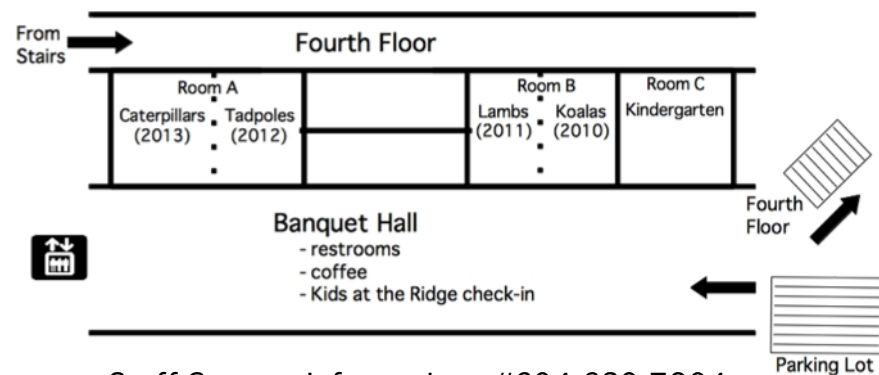 From
Stairs
Fourth Floor
Room A
Caterpillars
(2013)
Tadpoles
(2012)
Room B
Lambs
(2011)
Koalas
(2010)
Room C
Kindergarten
Fourth
Floor
Banquet Hall
- restrooms
- coffee
- Kids at the Ridge check-in
Parking Lot